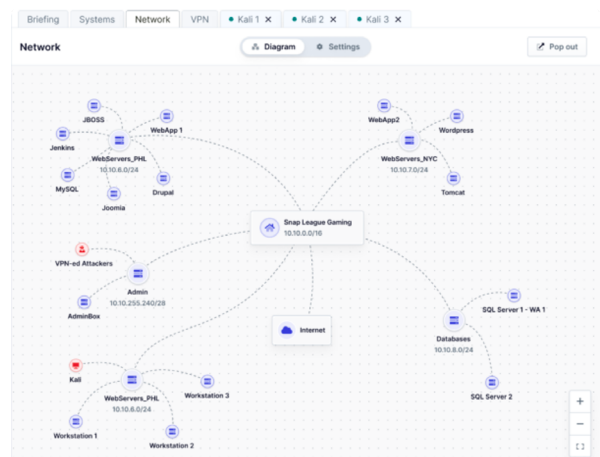 Briefing
Systems
Network
VPN
Kali 1 ×
Kali 2 ×
Kali 3 ×
Network
Diagram
Settings
Pop out
JBOSS
WebApp 1
Jenkins
WebServers_PHL
10.10.6.0/24
MySQL
Drupal
Joomia
WebApp2
Wordpress
WebServers_NYC
10.10.7.0/24
Tomcat
Snap League Gaming
10.10.0.0/16
VPN-ed Attackers
Admin
10.10.255.240/28
AdminBox
Internet
SQL Server 1 - WA 1
Databases
10.10.8.0/24
SQL Server 2
Kali
WebServers_PHL
10.10.6.0/24
Workstation 3
Workstation 1
Workstation 2
+
−